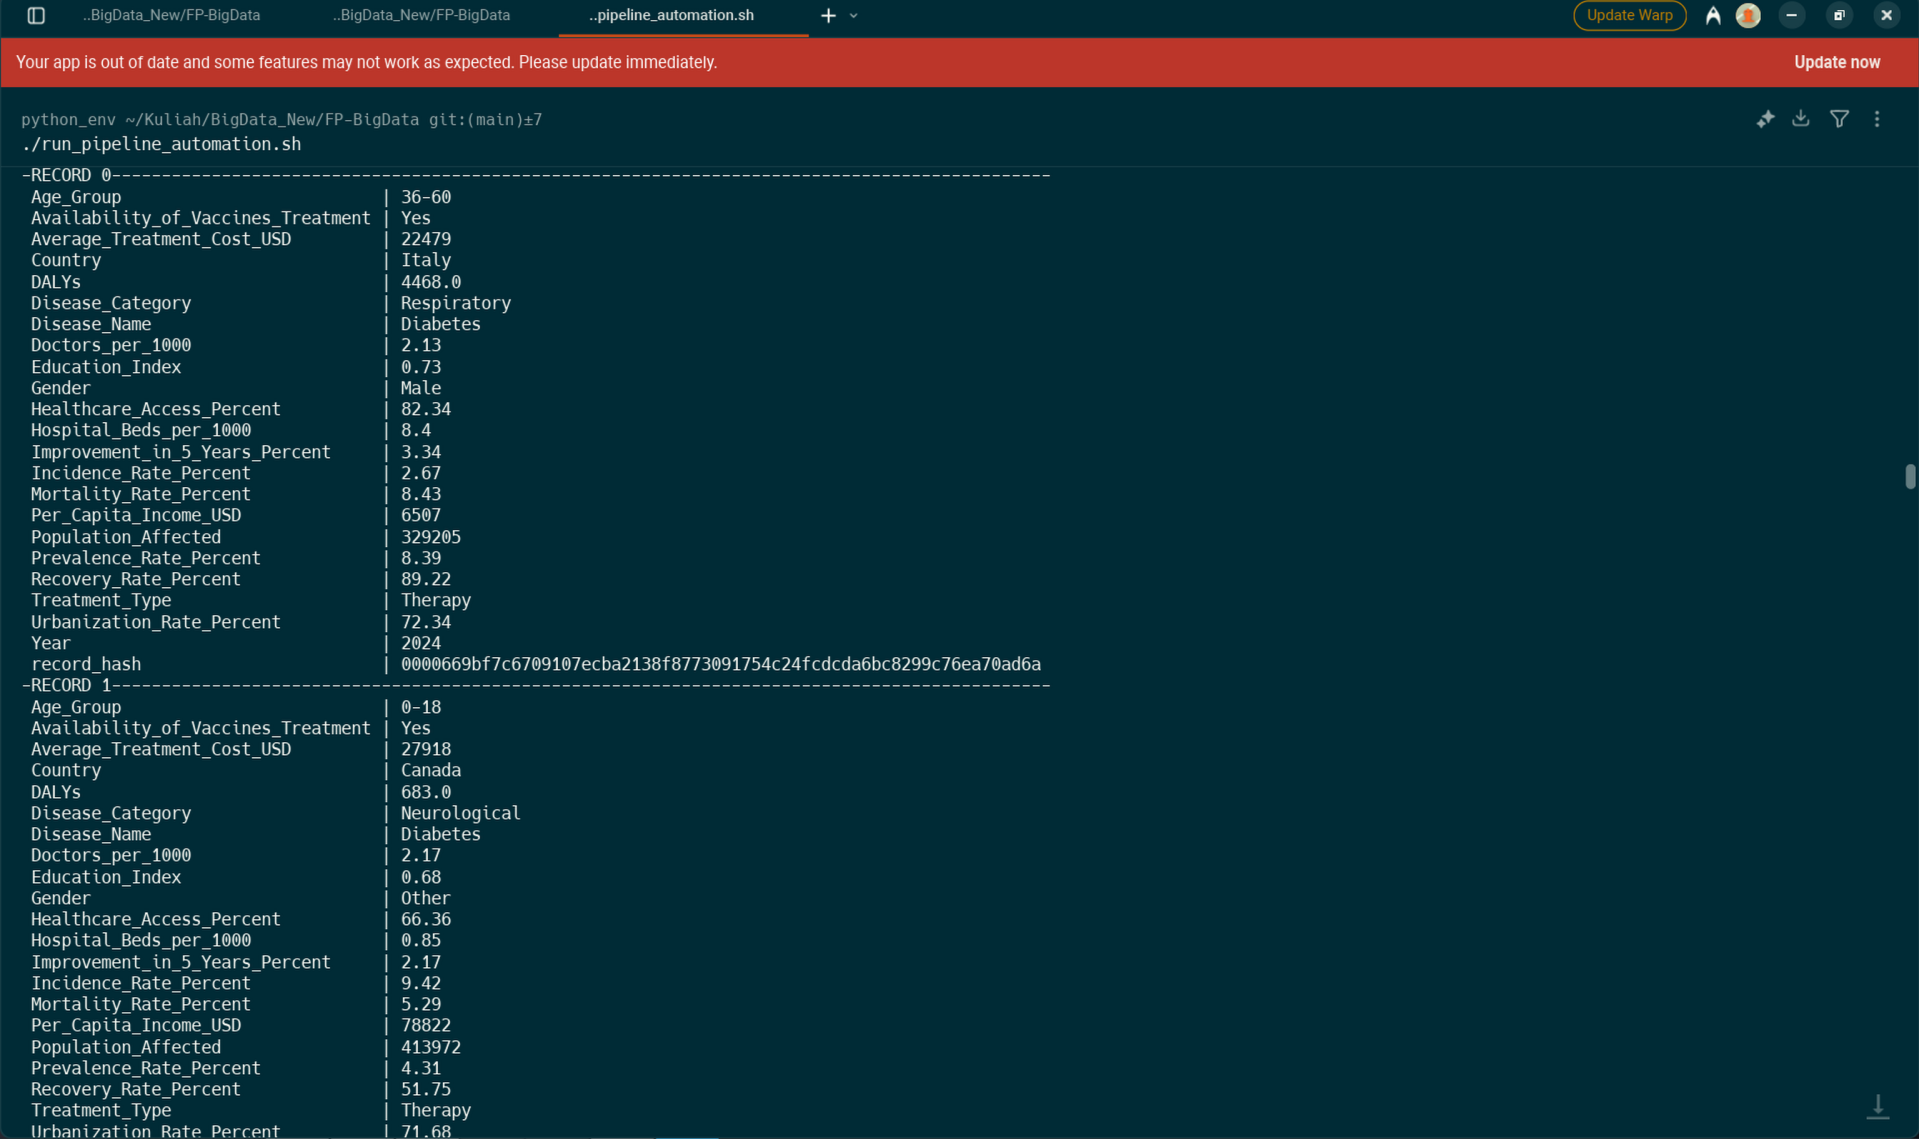 ..BigData_New/FP-BigData ..BigData_New/FP-BigData ..pipeline_automation.sh Update Warp
Your app is out of date and some features may not work as expected. Please update immediately. Update now
python_env ~/Kuliah/BigData_New/FP-BigData git:(main)±7
./run_pipeline_automation.sh
-RECORD 0----------------------------------------------------------------------------------------------
Age_Group | 36-60
Availability_of_Vaccines_Treatment | Yes
Average_Treatment_Cost_USD | 22479
Country | Italy
DALYs | 4468.0
Disease_Category | Respiratory
Disease_Name | Diabetes
Doctors_per_1000 | 2.13
Education_Index | 0.73
Gender | Male
Healthcare_Access_Percent | 82.34
Hospital_Beds_per_1000 | 8.4
Improvement_in_5_Years_Percent | 3.34
Incidence_Rate_Percent | 2.67
Mortality_Rate_Percent | 8.43
Per_Capita_Income_USD | 6507
Population_Affected | 329205
Prevalence_Rate_Percent | 8.39
Recovery_Rate_Percent | 89.22
Treatment_Type | Therapy
Urbanization_Rate_Percent | 72.34
Year | 2024
record_hash | 0000669bf7c6709107ecba2138f8773091754c24fcdcda6bc8299c76ea70ad6a
-RECORD 1----------------------------------------------------------------------------------------------
Age_Group | 0-18
Availability_of_Vaccines_Treatment | Yes
Average_Treatment_Cost_USD | 27918
Country | Canada
DALYs | 683.0
Disease_Category | Neurological
Disease_Name | Diabetes
Doctors_per_1000 | 2.17
Education_Index | 0.68
Gender | Other
Healthcare_Access_Percent | 66.36
Hospital_Beds_per_1000 | 0.85
Improvement_in_5_Years_Percent | 2.17
Incidence_Rate_Percent | 9.42
Mortality_Rate_Percent | 5.29
Per_Capita_Income_USD | 78822
Population_Affected | 413972
Prevalence_Rate_Percent | 4.31
Recovery_Rate_Percent | 51.75
Treatment_Type | Therapy
Urbanization_Rate_Percent | 71.68